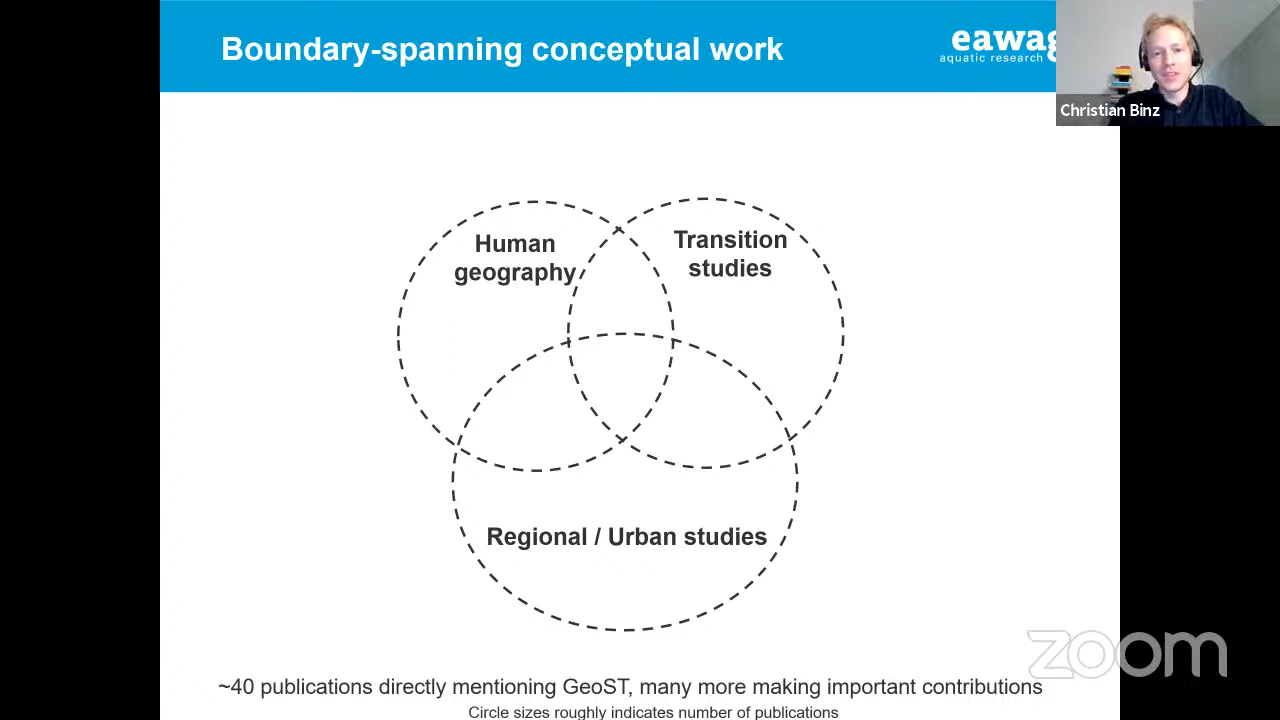 Boundary-spanning conceptual work
eawag
aquatic research
Christian Binz
Human
geography
Transition
studies
Regional / Urban studies
zoom
~40 publications directly mentioning GeoST, many more making important contributions
Circle sizes roughly indicates number of publications